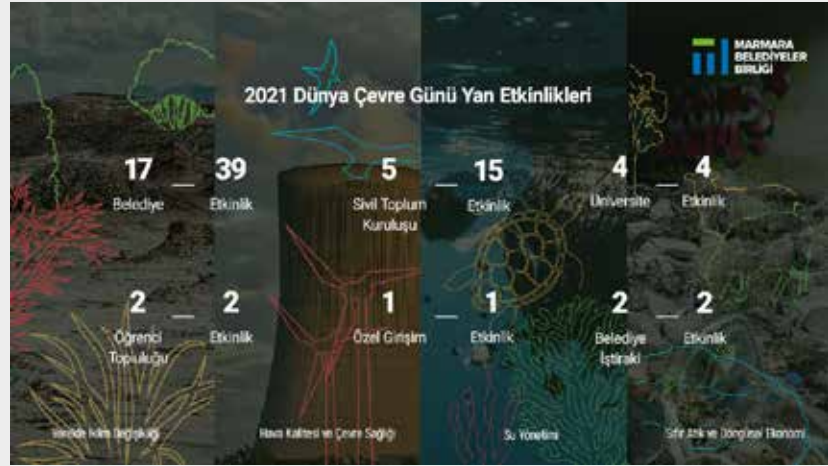 MARMARA
BELEDİYELER
BİRLİĞİ
2021 Dünya Çevre Günü Yan Etkinlikleri
17 — 39
Belediye Etkinlik
5 — 15
Sivil Toplum Kuruluşu Etkinlik
4 — 4
Üniversite Etkinlik
2 — 2
Öğrenci Topluluğu Etkinlik
1 — 1
Özel Girişim Etkinlik
2 — 2
Belediye İştiraki Etkinlik
Yerelde İklim Değişikliği
Hava Kalitesi ve Çevre Sağlığı
Su Yönetimi
Sıfır Atık ve Döngüsel Ekonomi